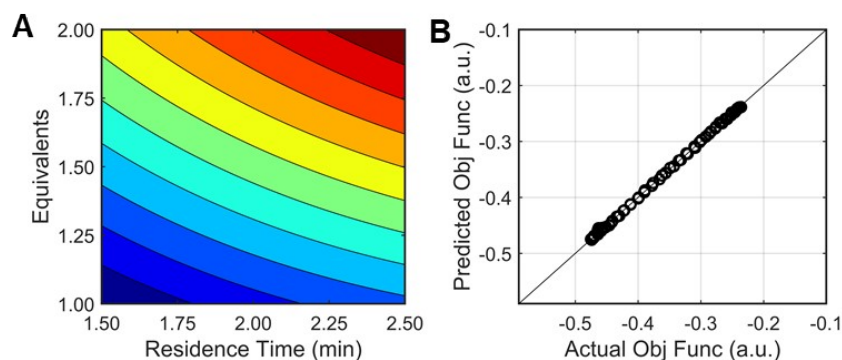 A
2.00
1.75
1.50
1.25
1.00
Equivalents
1.50 1.75 2.00 2.25 2.50
Residence Time (min)
B
-0.1
-0.2
-0.3
-0.4
-0.5
Predicted Obj Func (a.u.)
-0.5 -0.4 -0.3 -0.2 -0.1
Actual Obj Func (a.u.)